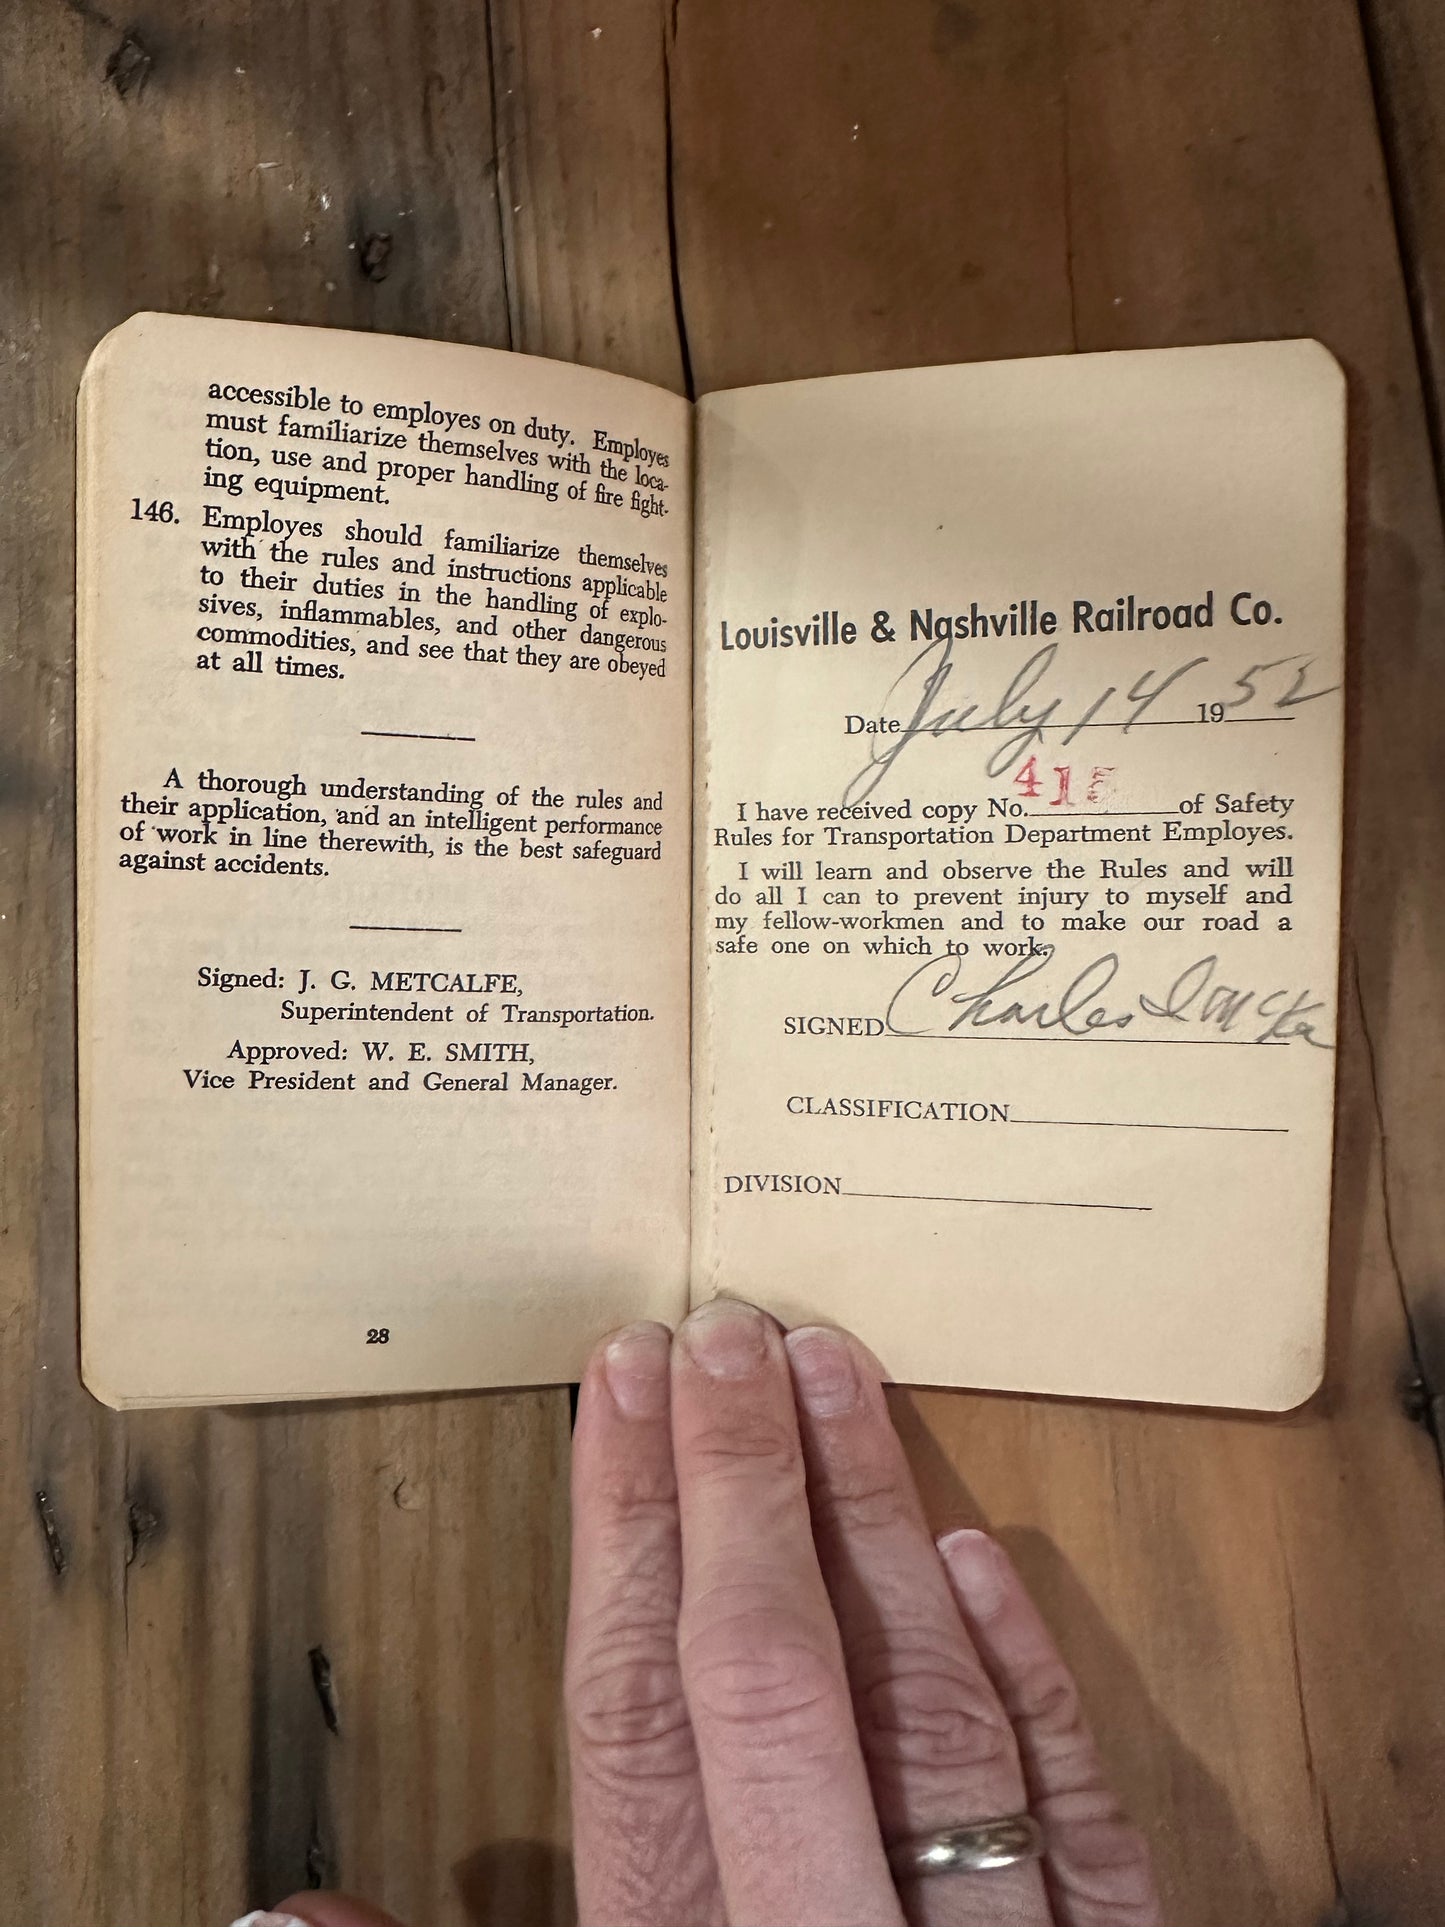 accessible to employes on duty. Employes
must familiarize themselves with the loca-
tion, use and proper handling of fire fight-
ing equipment.
146. Employes should familiarize themselves
with the rules and instructions applicable
to their duties in the handling of explo-
sives, inflammables, and other dangerous
commodities, and see that they are obeyed
at all times.
A thorough understanding of the rules and
their application, and an intelligent performance
of work in line therewith, is the best safeguard
against accidents.
Signed: J. G. METCALFE,
Superintendent of Transportation.
Approved: W. E. SMITH,
Vice President and General Manager.
28
Louisville & Nashville Railroad Co.
Date July 14 1952
I have received copy No. 415 of Safety
Rules for Transportation Department Employes.
I will learn and observe the Rules and will
do all I can to prevent injury to myself and
my fellow-workmen and to make our road a
safe one on which to work.
SIGNED Charles
CLASSIFICATION
DIVISION